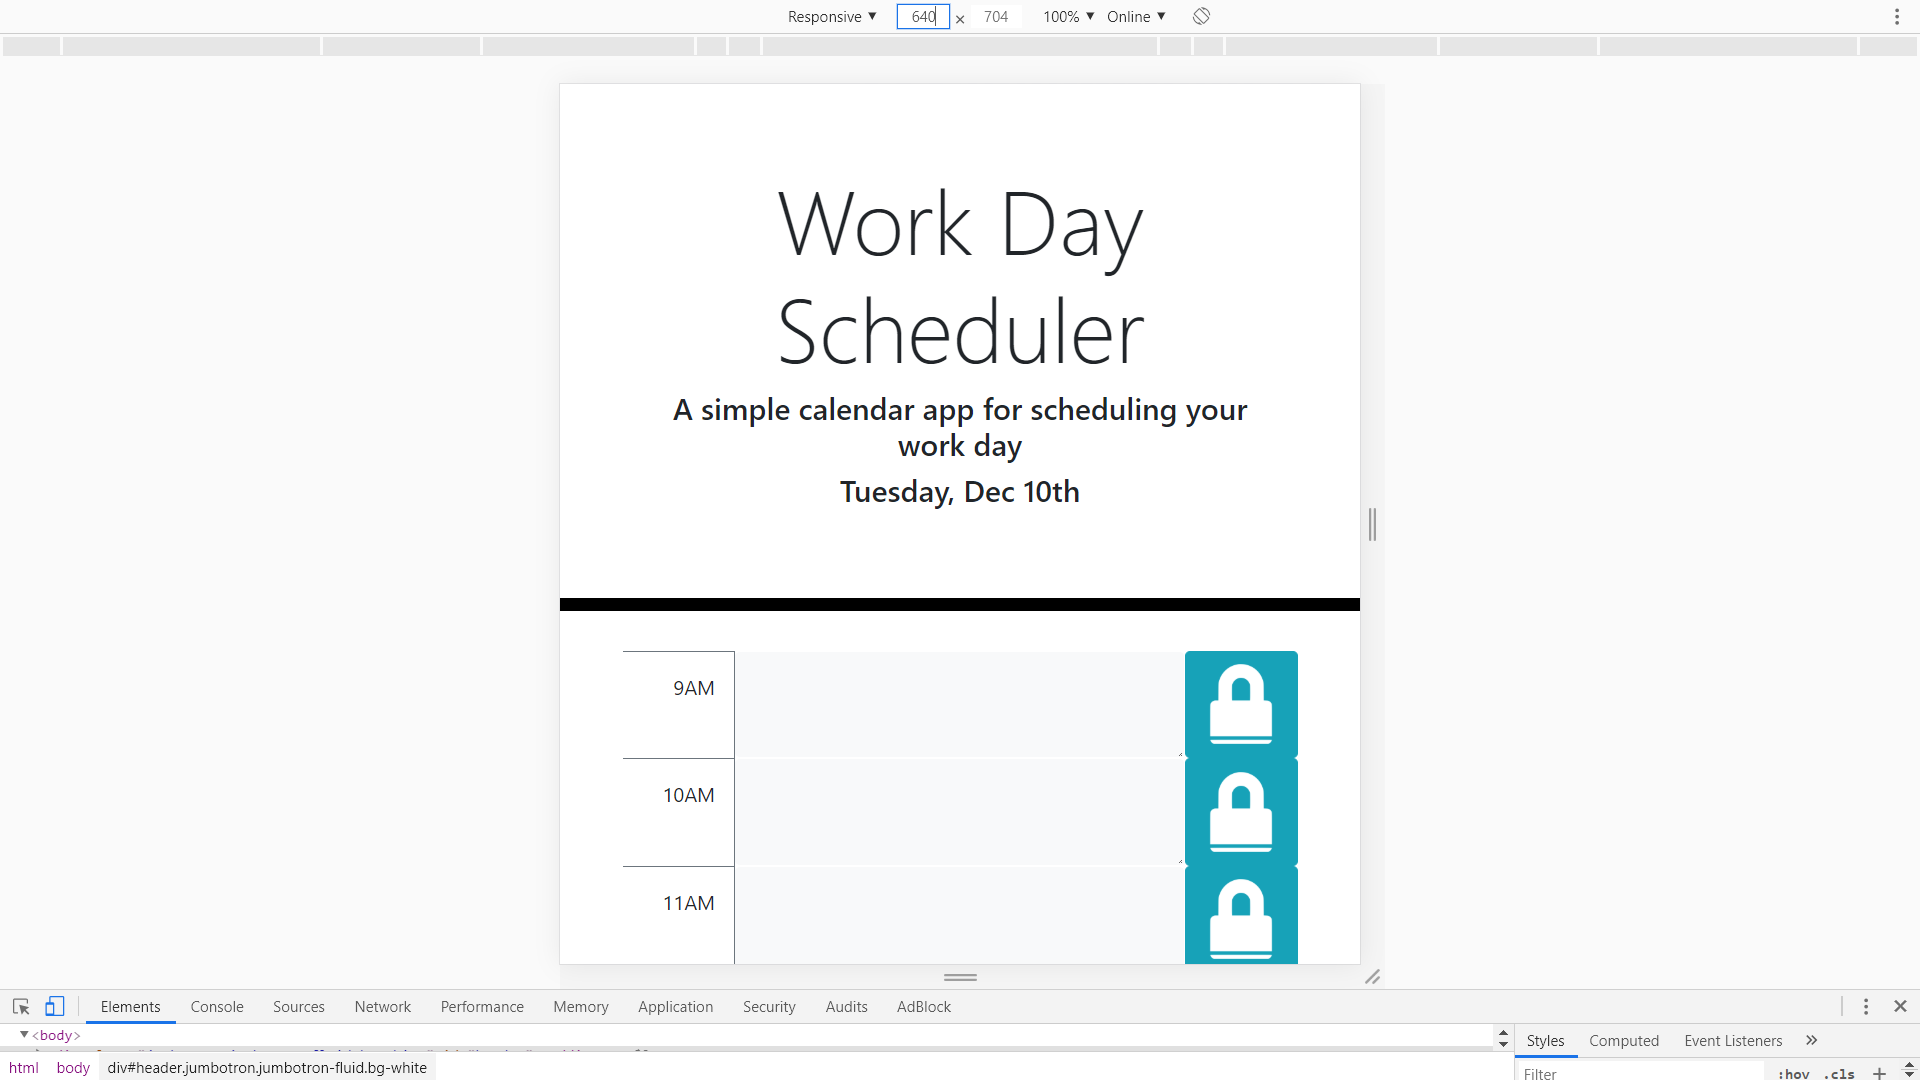 Responsive ▼ 640 × 704 100% ▼ Online ▼
Work Day
Scheduler
A simple calendar app for scheduling your
work day
Tuesday, Dec 10th
9AM
10AM
11AM
Elements Console Sources Network Performance Memory Application Security Audits AdBlock
<body>
Styles Computed Event Listeners »
html body div#header.jumbotron.jumbotron-fluid.bg-white
Filter :hov .cls +